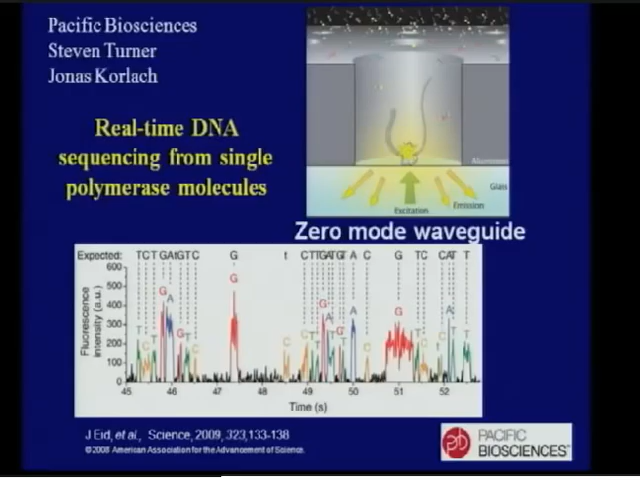 Pacific Biosciences
Steven Turner
Jonas Korlach
Real-time DNA
sequencing from single
polymerase molecules
Aluminum
Glass
Emission
Excitation
Zero mode waveguide
Expected: T C T G A t G T C G t C T T G A T G T A C G T C C A T T
600
500
400
300
200
100
0
Fluorescence
intensity (a.u.)
T C T G A G T C G C C T T G A T G T A C G T C C A T T
45 46 47 48 49 50 51 52
Time (s)
J Eid, et al., Science, 2009, 323,133-138
©2008 American Association for the Advancement of Science.
PACIFIC
BIOSCIENCES™